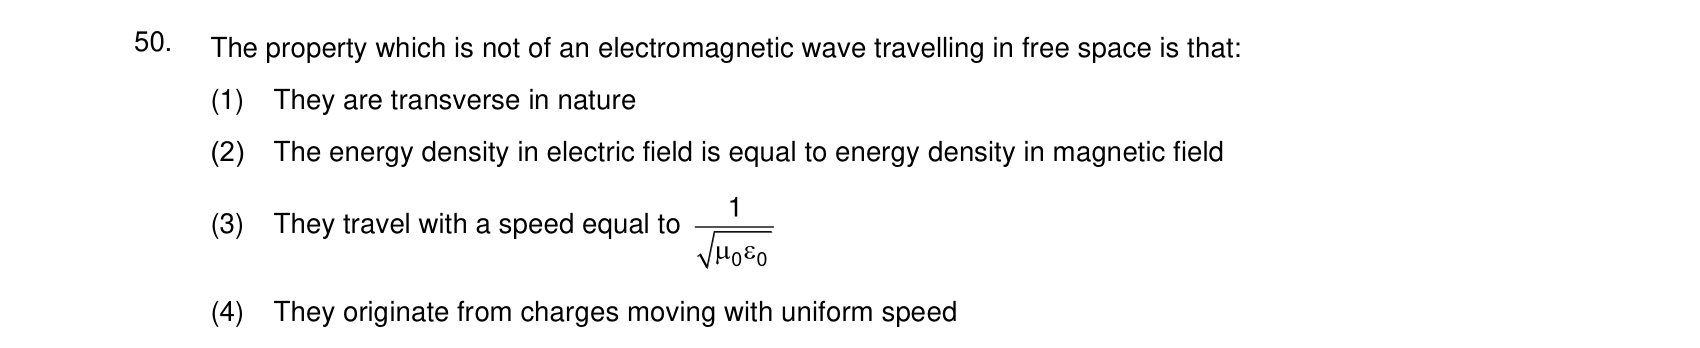 50. The property which is not of an electromagnetic wave travelling in free space is that:
(1) They are transverse in nature
(2) The energy density in electric field is equal to energy density in magnetic field
(3) They travel with a speed equal to 1/√μ₀ε₀
(4) They originate from charges moving with uniform speed